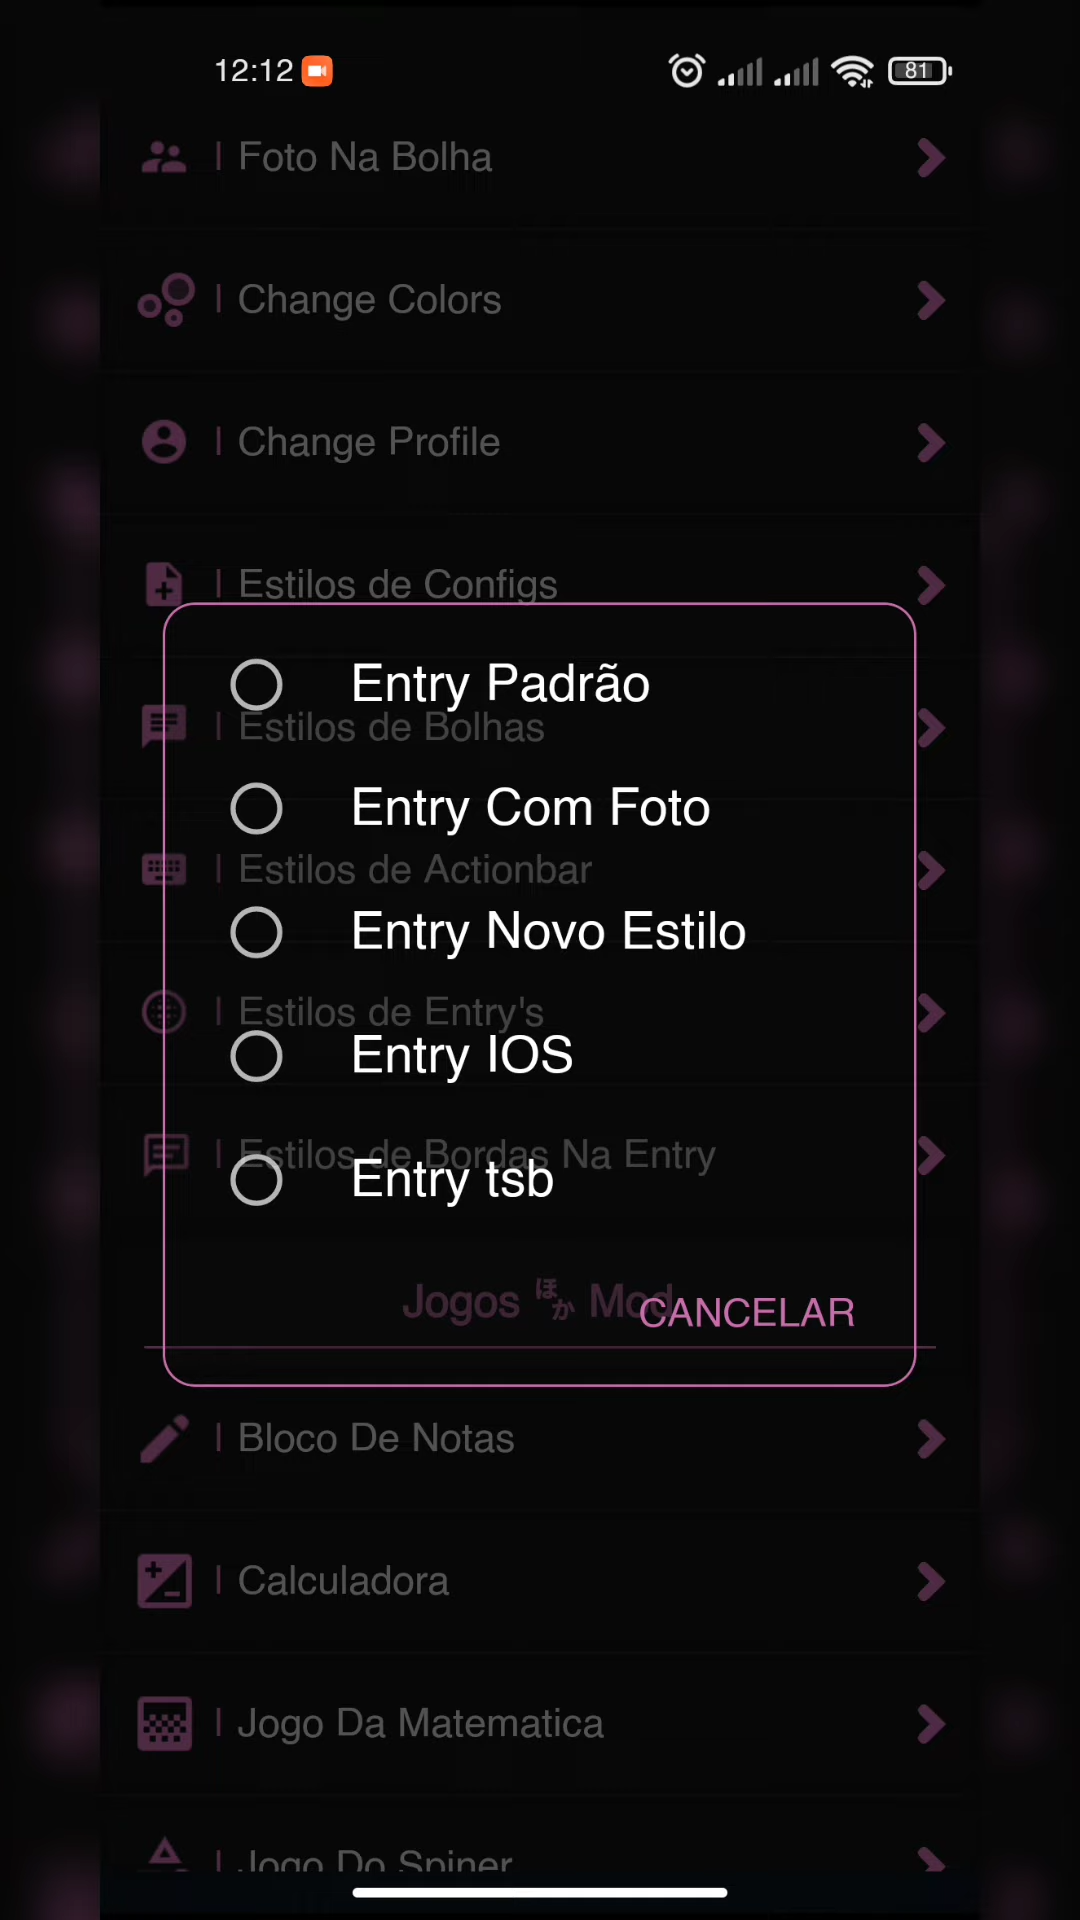 12:12
81
| Foto Na Bolha
| Change Colors
| Change Profile
| Estilos de Configs
Entry Padrão
| Estilos de Bolhas
Entry Com Foto
| Estilos de Actionbar
Entry Novo Estilo
| Estilos de Entry's
Entry IOS
| Estilos de Bordas Na Entry
Entry tsb
Jogos ほか Mod
CANCELAR
| Bloco De Notas
| Calculadora
| Jogo Da Matematica
| Jogo Do Spiner